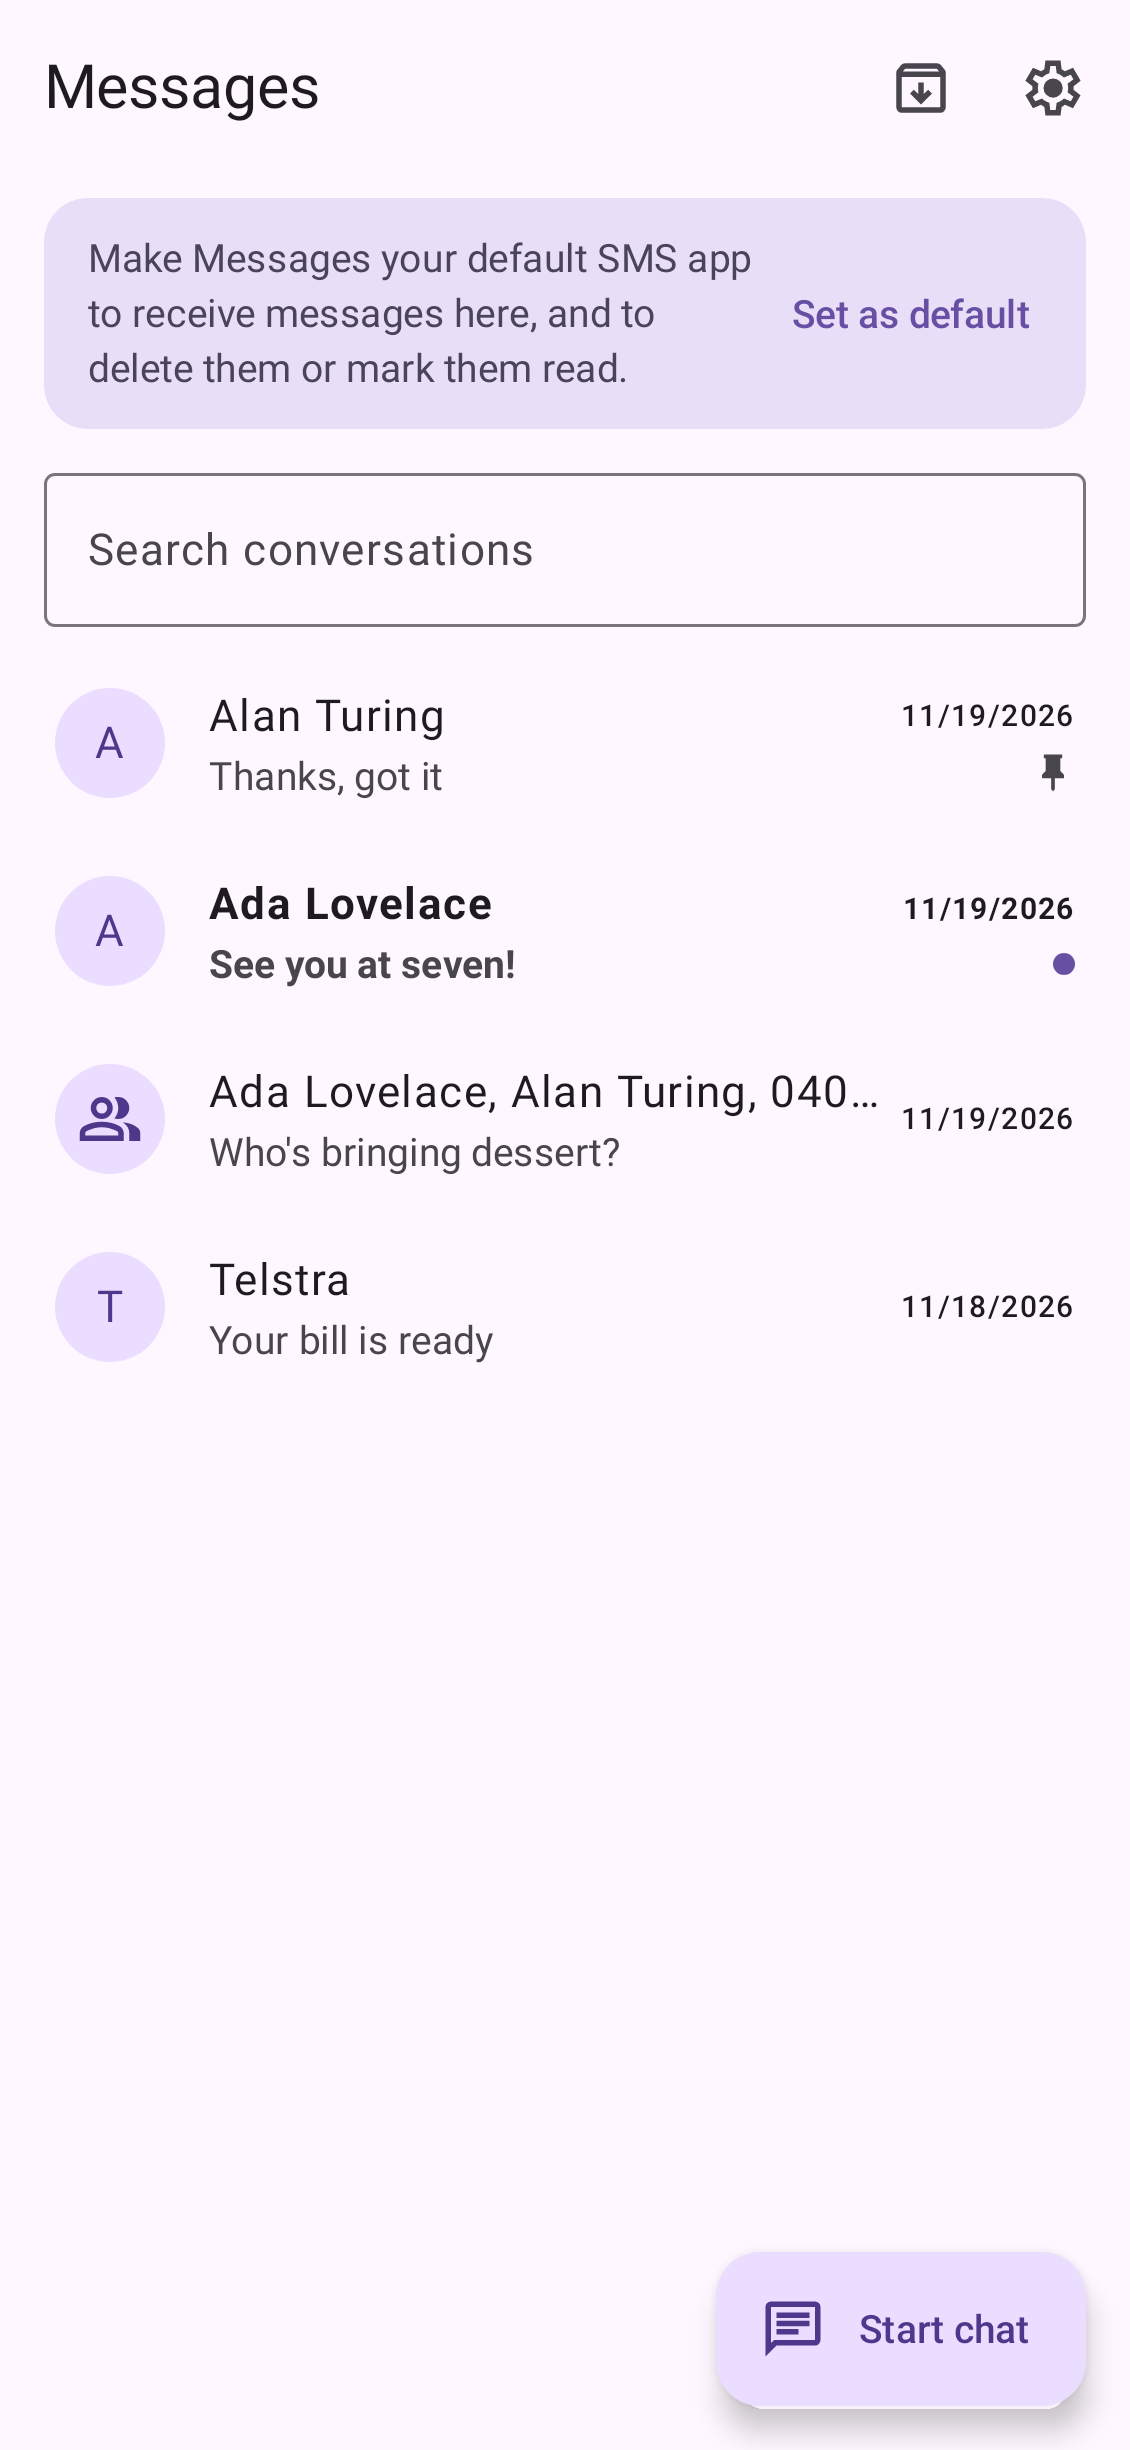 Messages
Make Messages your default SMS app
to receive messages here, and to
delete them or mark them read.
Set as default
Search conversations
A
Alan Turing
11/19/2026
Thanks, got it
A
Ada Lovelace
11/19/2026
See you at seven!
Ada Lovelace, Alan Turing, 040…
11/19/2026
Who's bringing dessert?
T
Telstra
11/18/2026
Your bill is ready
Start chat